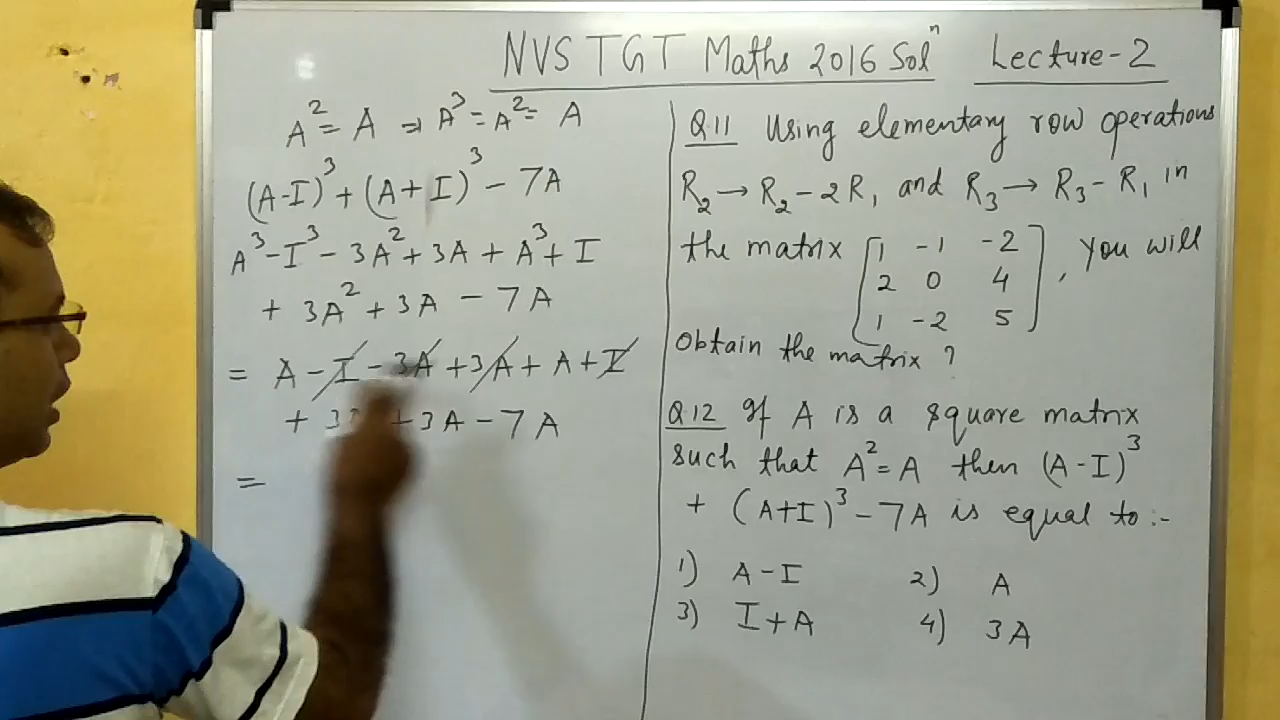 NVS TGT Maths 2016 Solⁿ Lecture-2
A² = A ⇒ A³ = A² = A
(A-I)³ + (A+I)³ - 7A
A³ - I³ - 3A² + 3A + A³ + I
+ 3A² + 3A - 7A
= A - I - 3A + 3A + A + I
+ 3 + 3A - 7A
=
Q.11 Using elementary row operations
R₂ → R₂ - 2R₁ and R₃ → R₃ - R₁ in
the matrix [1 -1 -2
2 0 4
1 -2 5], you will
Obtain the matrix ?
Q.12 If A is a square matrix
such that A² = A then (A-I)³
+ (A+I)³ - 7A is equal to :-
1) A-I 2) A
3) I+A 4) 3A